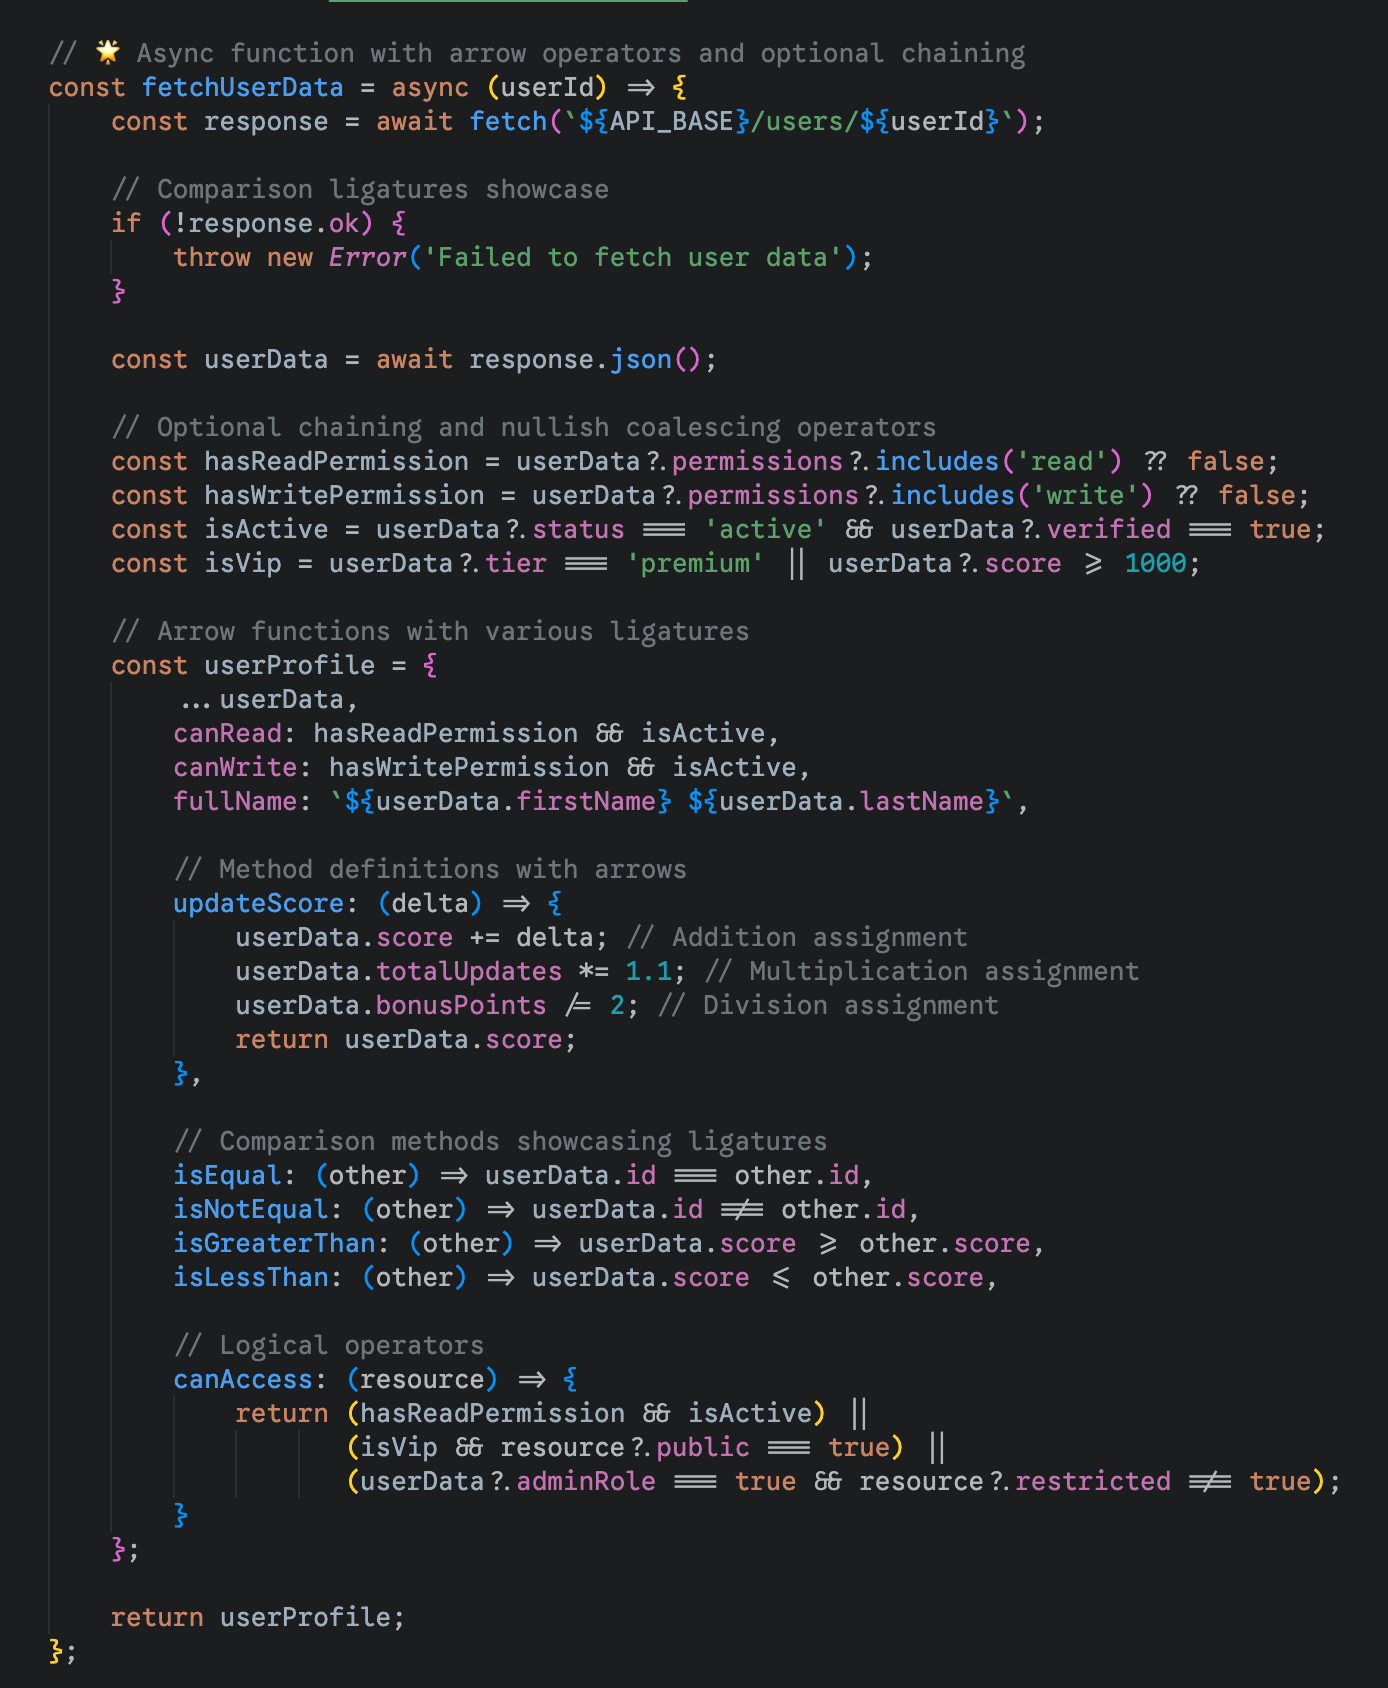 // 🌟 Async function with arrow operators and optional chaining
const fetchUserData = async (userId) => {
    const response = await fetch(`${API_BASE}/users/${userId}`);

    // Comparison ligatures showcase
    if (!response.ok) {
        throw new Error('Failed to fetch user data');
    }

    const userData = await response.json();

    // Optional chaining and nullish coalescing operators
    const hasReadPermission = userData?.permissions?.includes('read') ?? false;
    const hasWritePermission = userData?.permissions?.includes('write') ?? false;
    const isActive = userData?.status === 'active' && userData?.verified === true;
    const isVip = userData?.tier === 'premium' || userData?.score >= 1000;

    // Arrow functions with various ligatures
    const userProfile = {
        ...userData,
        canRead: hasReadPermission && isActive,
        canWrite: hasWritePermission && isActive,
        fullName: `${userData.firstName} ${userData.lastName}`,

        // Method definitions with arrows
        updateScore: (delta) => {
            userData.score += delta; // Addition assignment
            userData.totalUpdates *= 1.1; // Multiplication assignment
            userData.bonusPoints /= 2; // Division assignment
            return userData.score;
        },

        // Comparison methods showcasing ligatures
        isEqual: (other) => userData.id === other.id,
        isNotEqual: (other) => userData.id !== other.id,
        isGreaterThan: (other) => userData.score >= other.score,
        isLessThan: (other) => userData.score <= other.score,

        // Logical operators
        canAccess: (resource) => {
            return (hasReadPermission && isActive) ||
                   (isVip && resource?.public === true) ||
                   (userData?.adminRole === true && resource?.restricted !== true);
        }
    };

    return userProfile;
};